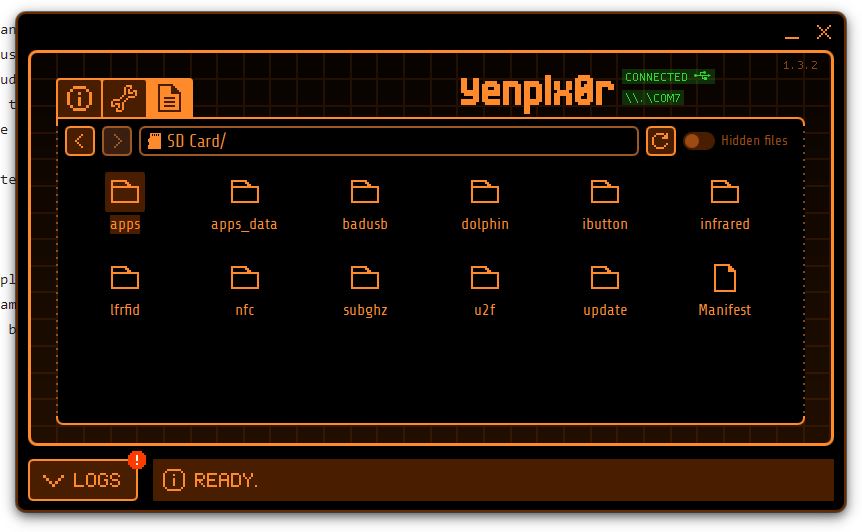 an
us
ud
t
e
te
pl
am
b
1.3.2
yenplx0r
CONNECTED
\\.\COM7
SD Card/
Hidden files
apps apps_data badusb dolphin ibutton infrared
lfrfid nfc subghz u2f update Manifest
LOGS
!
READY.